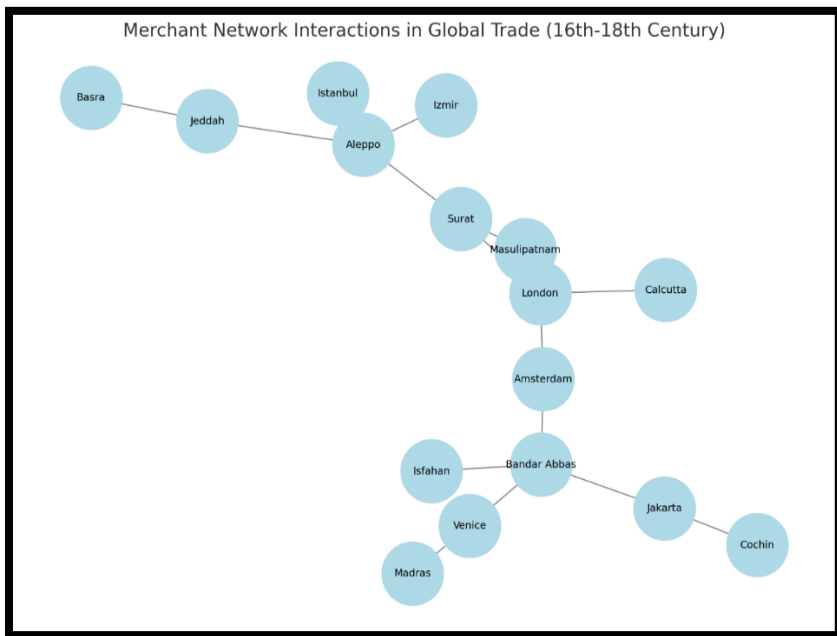 Merchant Network Interactions in Global Trade (16th-18th Century)
Istanbul
Basra
Izmir
Jeddah
Aleppo
Surat
Masulipatnam
London
Calcutta
Amsterdam
Bandar Abbas
Isfahan
Jakarta
Venice
Cochin
Madras